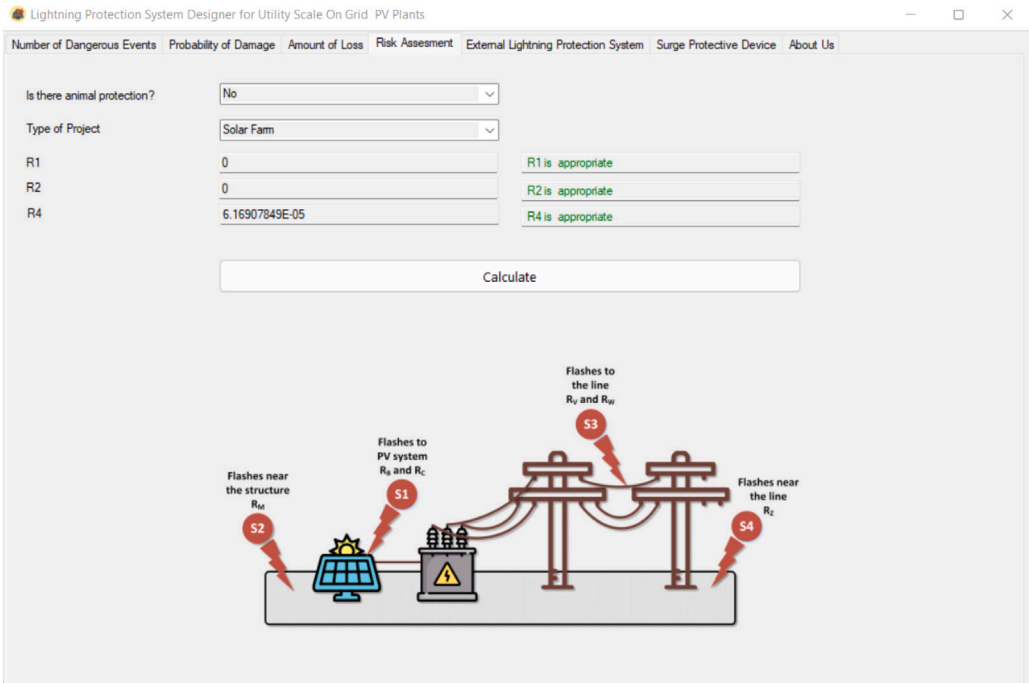 Lightning Protection System Designer for Utility Scale On Grid PV Plants
Number of Dangerous Events Probability of Damage Amount of Loss Risk Assesment External Lightning Protection System Surge Protective Device About Us
Is there animal protection? No
Type of Project Solar Farm
R1 0 R1 is appropriate
R2 0 R2 is appropriate
R4 6.16907849E-05 R4 is appropriate
Calculate
Flashes to
the line
RV and RW
S3
Flashes to
PV system
RB and RC
S1
Flashes near
the structure
RM
S2
Flashes near
the line
RZ
S4